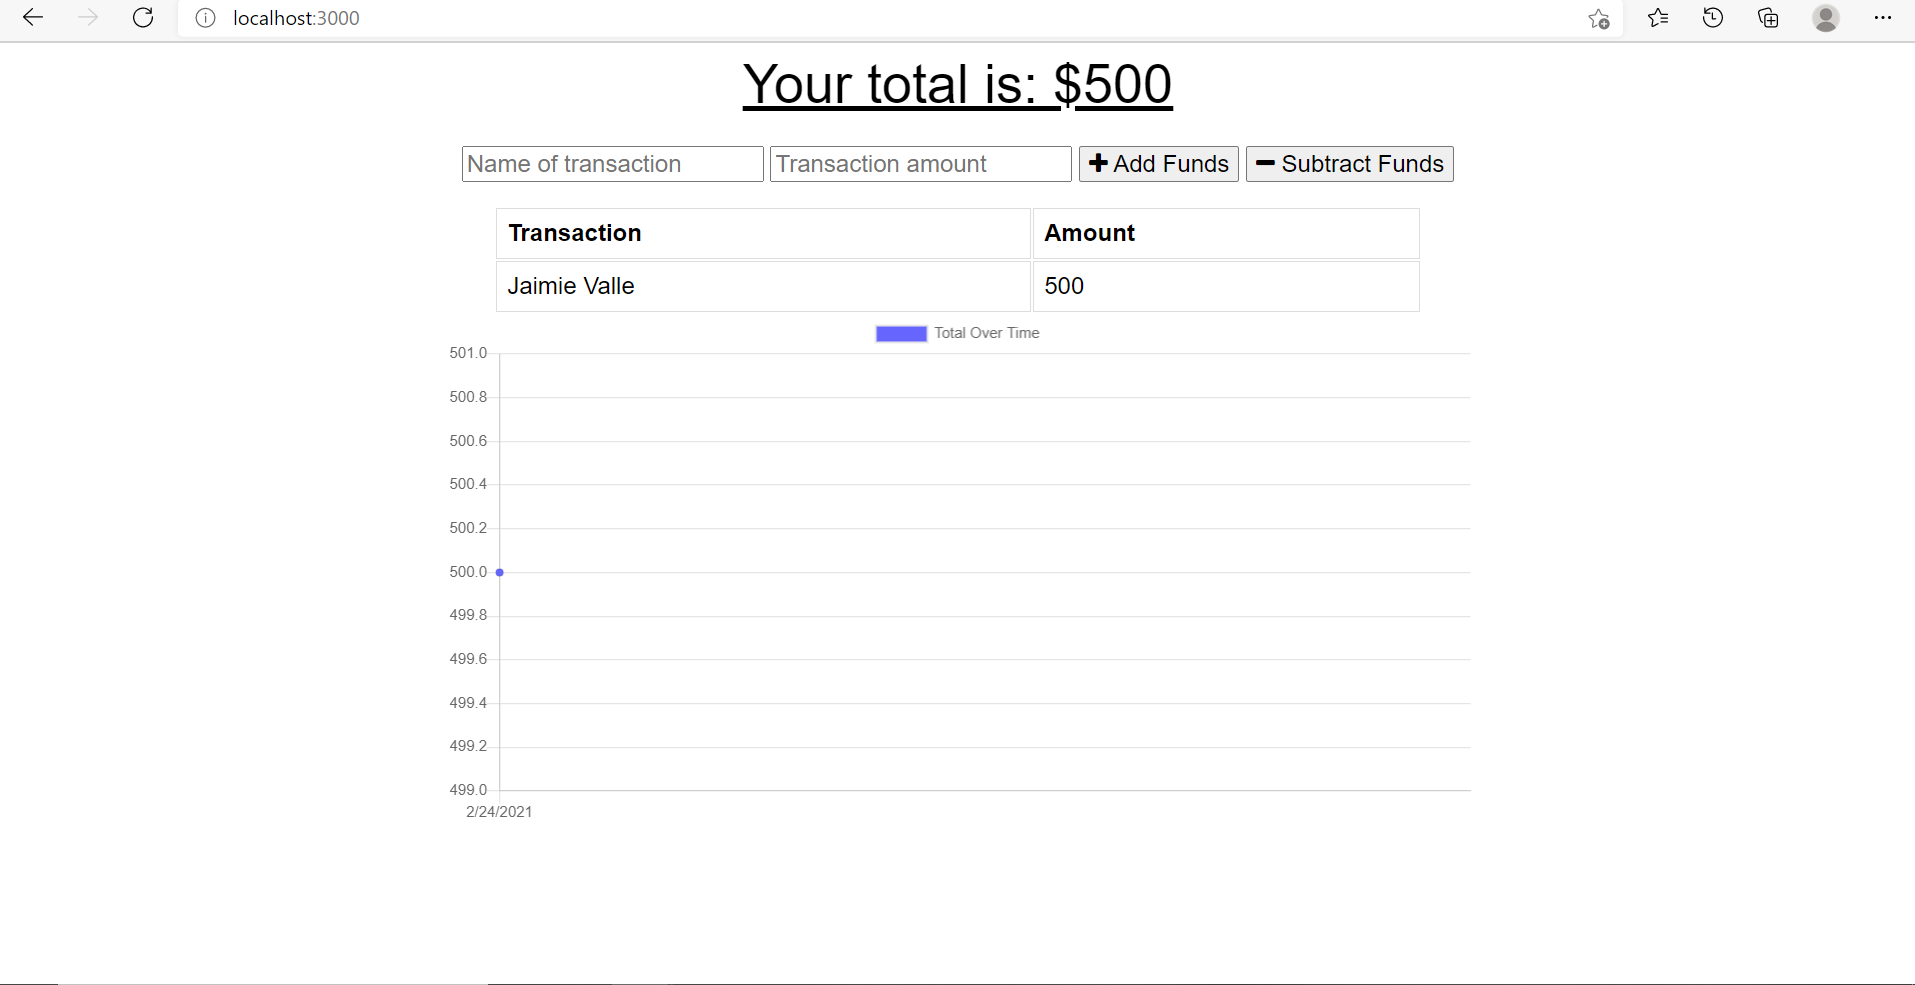 localhost:3000
Your total is: $500
Name of transaction Transaction amount Add Funds Subtract Funds
Transaction Amount
Jaimie Valle 500
Total Over Time
501.0
500.8
500.6
500.4
500.2
500.0
499.8
499.6
499.4
499.2
499.0
2/24/2021